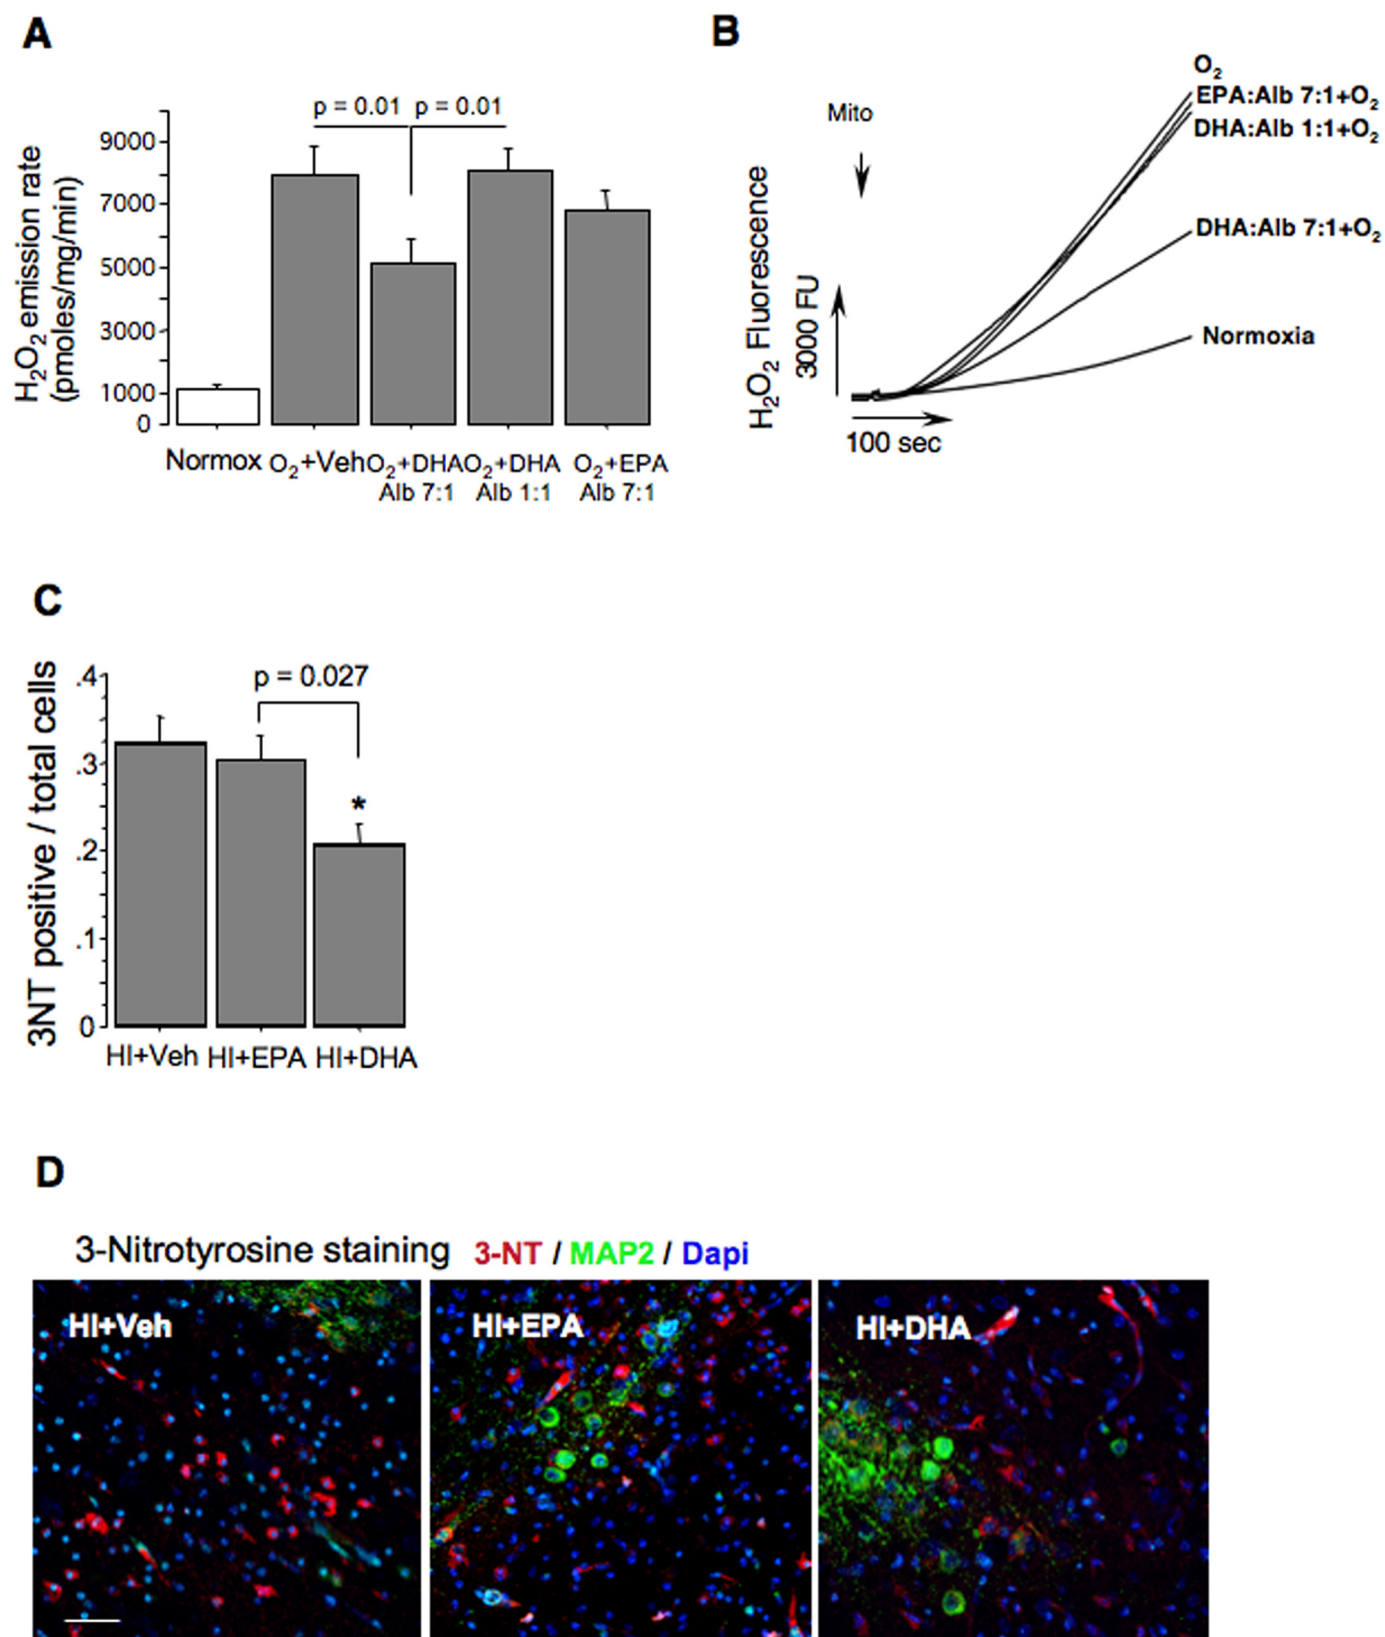 A
p = 0.01 p = 0.01
H₂O₂ emission rate
(pmoles/mg/min)
9000
7000
5000
3000
1000
0
Normox O₂+Veh O₂+DHA O₂+DHA O₂+EPA
Alb 7:1 Alb 1:1 Alb 7:1
B
Mito
H₂O₂ Fluorescence
3000 FU
100 sec
O₂
EPA:Alb 7:1+O₂
DHA:Alb 1:1+O₂
DHA:Alb 7:1+O₂
Normoxia
C
p = 0.027
3NT positive / total cells
.4
.3
.2
.1
0
*
HI+Veh HI+EPA HI+DHA
D
3-Nitrotyrosine staining 3-NT / MAP2 / Dapi
HI+Veh HI+EPA HI+DHA